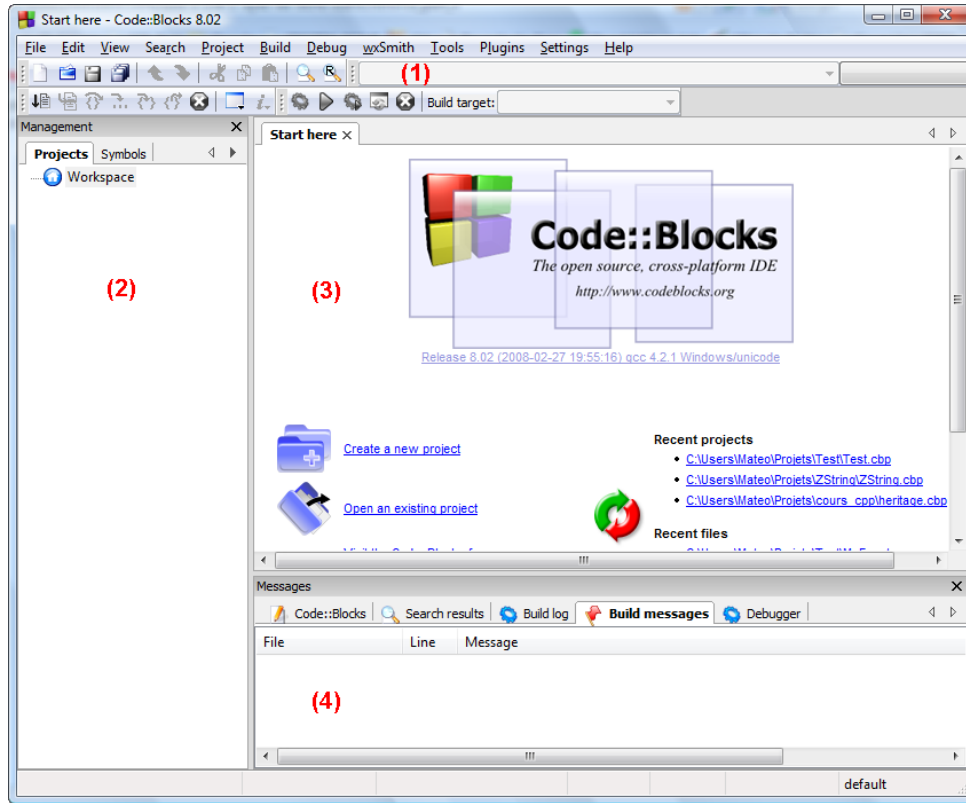 Start here - Code::Blocks 8.02
File Edit View Search Project Build Debug wxSmith Tools Plugins Settings Help
(1)
Build target:
Management
Projects Symbols
Workspace
(2)
Start here
(3)
Code::Blocks
The open source, cross-platform IDE
http://www.codeblocks.org
Release 8.02 (2008-02-27 19:55:16) gcc 4.2.1 Windows/unicode
Create a new project
Open an existing project
Recent projects
C:\Users\Mateo\Projets\Test\Test.cbp
C:\Users\Mateo\Projets\ZString\ZString.cbp
C:\Users\Mateo\Projets\cours_cpp\heritage.cbp
Recent files
Messages
Code::Blocks Search results Build log Build messages Debugger
File Line Message
(4)
default